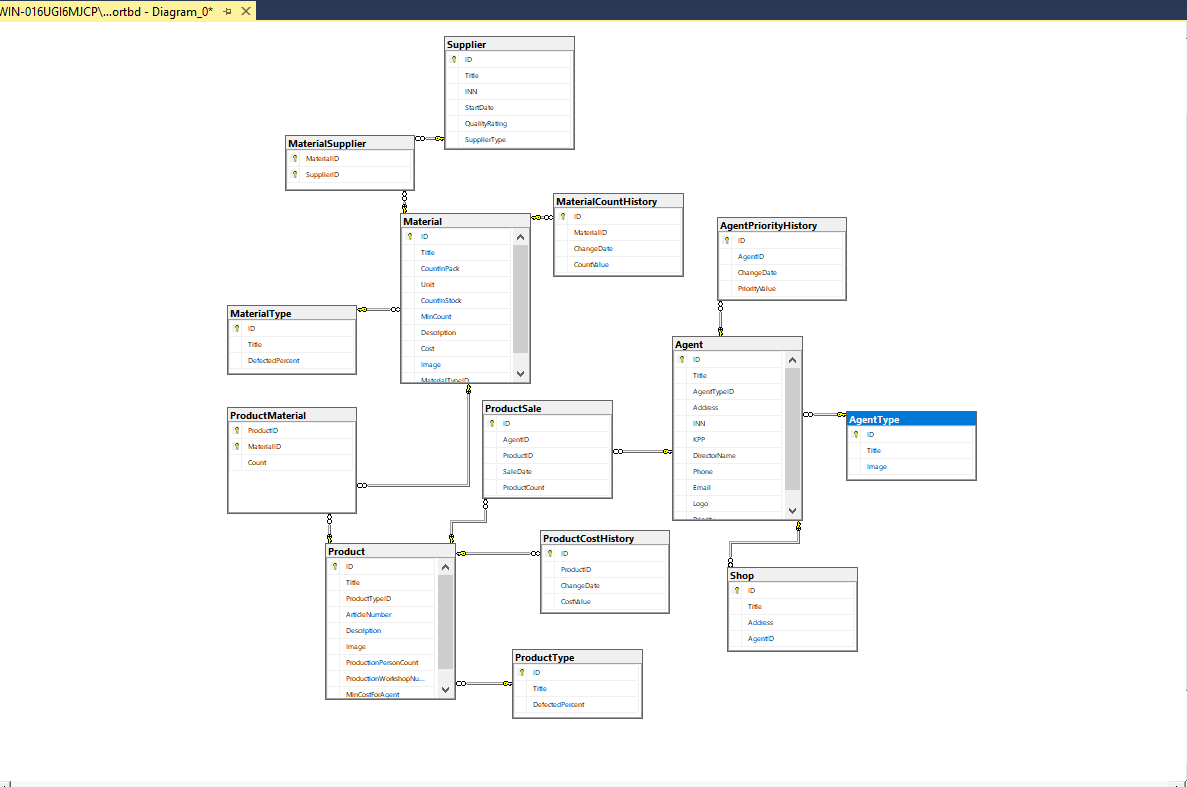 WIN-016UGI6MJCP\...ortbd - Diagram_0*
Supplier
ID
Title
INN
StartDate
QualityRating
SupplierType
MaterialSupplier
MaterialID
SupplierID
Material
ID
Title
CountInPack
Unit
CountInStock
MinCount
Description
Cost
Image
MaterialTypeID
MaterialCountHistory
ID
MaterialID
ChangeDate
CountValue
AgentPriorityHistory
ID
AgentID
ChangeDate
PriorityValue
MaterialType
ID
Title
DefectedPercent
Agent
ID
Title
AgentTypeID
Address
INN
KPP
DirectorName
Phone
Email
Logo
Priority
ProductMaterial
ProductID
MaterialID
Count
ProductSale
ID
AgentID
ProductID
SaleDate
ProductCount
AgentType
ID
Title
Image
Product
ID
Title
ProductTypeID
ArticleNumber
Description
Image
ProductionPersonCount
ProductionWorkshopNu...
MinCostForAgent
ProductCostHistory
ID
ProductID
ChangeDate
CostValue
Shop
ID
Title
Address
AgentID
ProductType
ID
Title
DefectedPercent